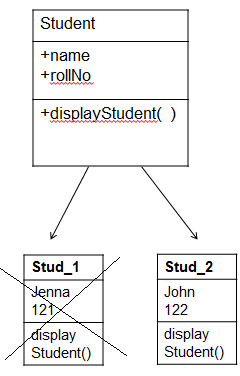 Student
+name
+rollNo
+displayStudent(  )
Stud_1
Jenna
121
display
Student()
Stud_2
John
122
display
Student()